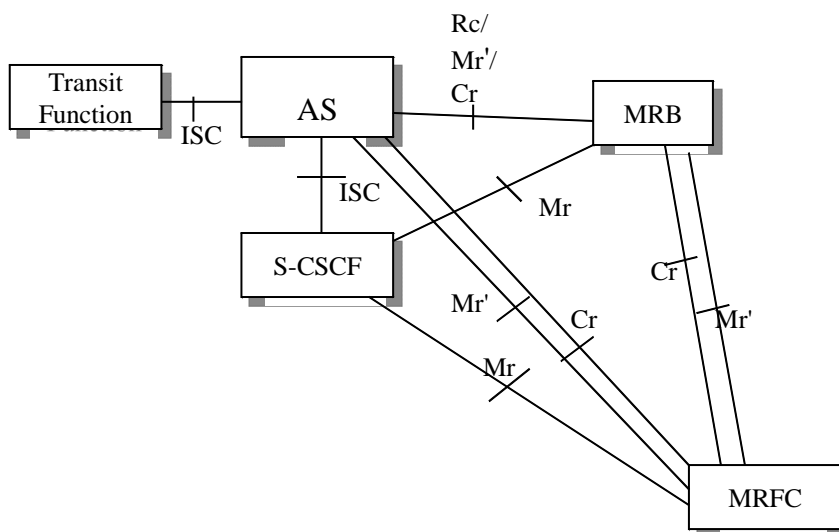 Rc/
Mr'/
Cr
Transit
Function
AS
MRB
ISC
ISC
Mr
S-CSCF
Cr
Mr'
Cr
Mr'
Mr
MRFC